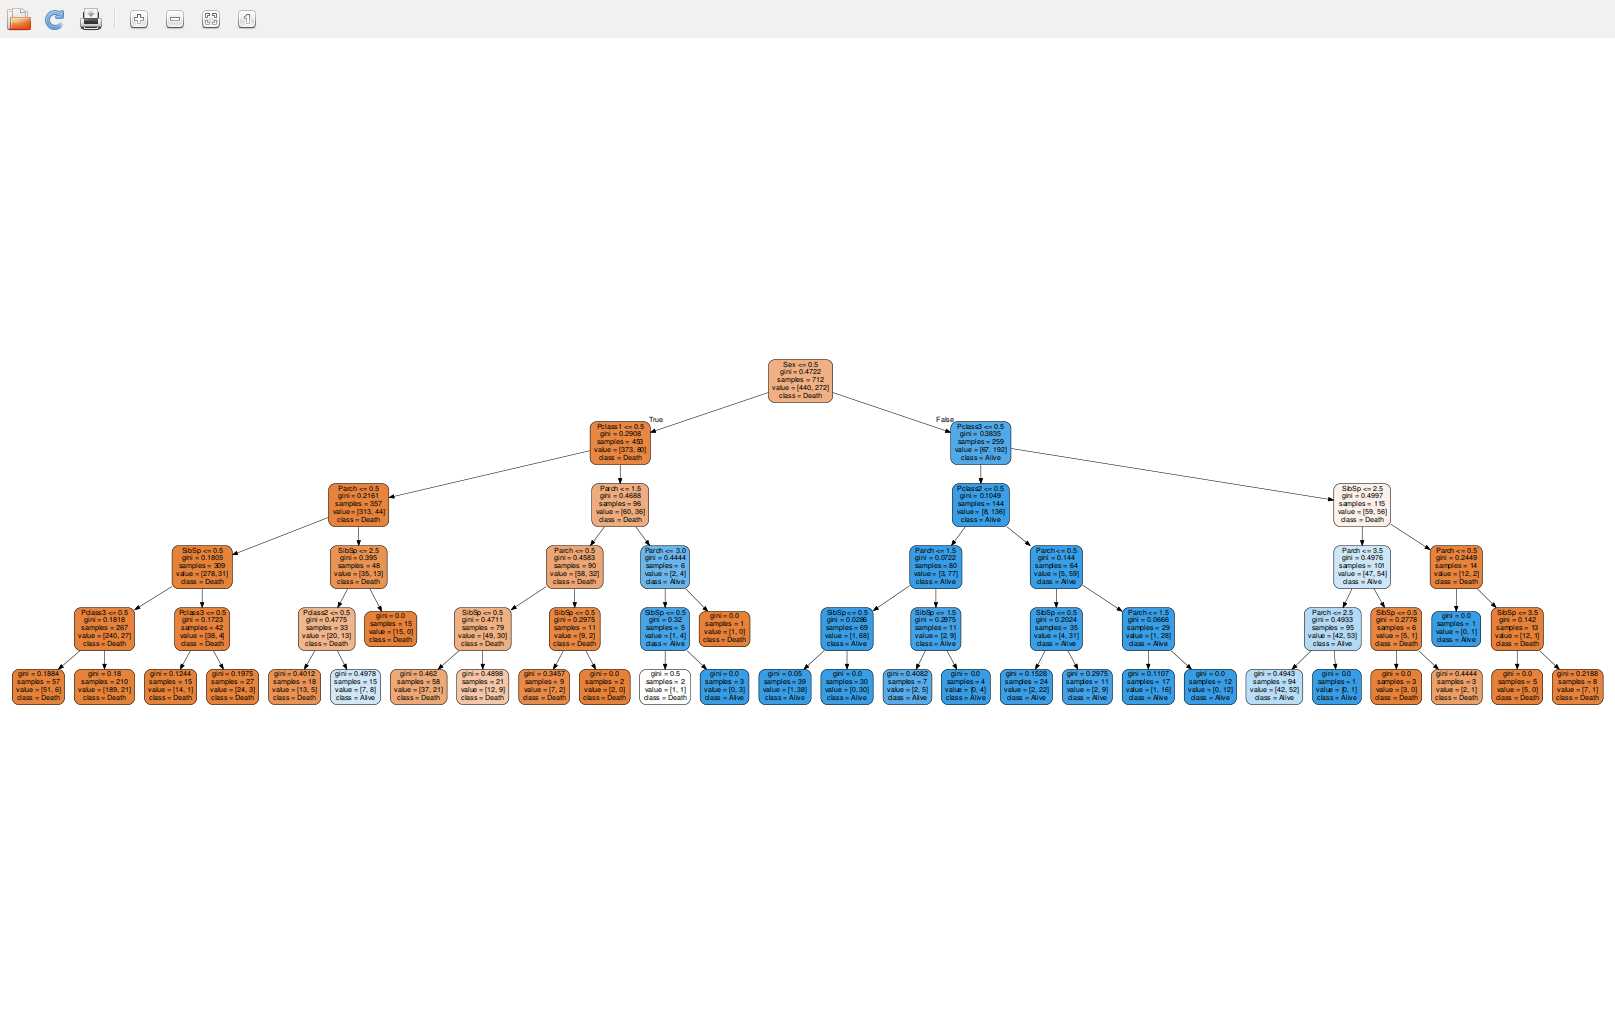 1
Sex <= 0.5
gini = 0.4722
samples = 712
value = [440, 272]
class = Death
True
False
Pclass1 <= 0.5
gini = 0.2908
samples = 453
value = [373, 80]
class = Death
Pclass3 <= 0.5
gini = 0.3835
samples = 259
value = [67, 192]
class = Alive
Parch <= 0.5
gini = 0.2161
samples = 357
value = [313, 44]
class = Death
Parch <= 1.5
gini = 0.4688
samples = 96
value = [60, 36]
class = Death
Pclass2 <= 0.5
gini = 0.1049
samples = 144
value = [8, 136]
class = Alive
SibSp <= 2.5
gini = 0.4997
samples = 115
value = [59, 56]
class = Death
SibSp <= 0.5
gini = 0.1805
samples = 309
value = [278, 31]
class = Death
SibSp <= 2.5
gini = 0.395
samples = 48
value = [35, 13]
class = Death
Parch <= 0.5
gini = 0.4583
samples = 90
value = [58, 32]
class = Death
Parch <= 3.0
gini = 0.4444
samples = 6
value = [2, 4]
class = Alive
Parch <= 1.5
gini = 0.0722
samples = 80
value = [3, 77]
class = Alive
Parch <= 0.5
gini = 0.144
samples = 64
value = [5, 59]
class = Alive
Parch <= 3.5
gini = 0.4976
samples = 101
value = [47, 54]
class = Alive
Parch <= 0.5
gini = 0.2449
samples = 14
value = [12, 2]
class = Death
Pclass3 <= 0.5
gini = 0.1818
samples = 267
value = [240, 27]
class = Death
Pclass3 <= 0.5
gini = 0.1723
samples = 42
value = [38, 4]
class = Death
Pclass2 <= 0.5
gini = 0.4775
samples = 33
value = [20, 13]
class = Death
gini = 0.0
samples = 15
value = [15, 0]
class = Death
SibSp <= 0.5
gini = 0.4711
samples = 79
value = [49, 30]
class = Death
SibSp <= 0.5
gini = 0.2975
samples = 11
value = [9, 2]
class = Death
SibSp <= 0.5
gini = 0.32
samples = 5
value = [1, 4]
class = Alive
gini = 0.0
samples = 1
value = [1, 0]
class = Death
SibSp <= 0.5
gini = 0.0286
samples = 69
value = [1, 68]
class = Alive
SibSp <= 1.5
gini = 0.2975
samples = 11
value = [2, 9]
class = Alive
SibSp <= 0.5
gini = 0.2024
samples = 35
value = [4, 31]
class = Alive
Parch <= 1.5
gini = 0.0666
samples = 29
value = [1, 28]
class = Alive
Parch <= 2.5
gini = 0.4933
samples = 95
value = [42, 53]
class = Alive
SibSp <= 0.5
gini = 0.2778
samples = 6
value = [5, 1]
class = Death
gini = 0.0
samples = 1
value = [0, 1]
class = Alive
SibSp <= 3.5
gini = 0.142
samples = 13
value = [12, 1]
class = Death
gini = 0.1884
samples = 57
value = [51, 6]
class = Death
gini = 0.18
samples = 210
value = [189, 21]
class = Death
gini = 0.1244
samples = 15
value = [14, 1]
class = Death
gini = 0.1975
samples = 27
value = [24, 3]
class = Death
gini = 0.4012
samples = 18
value = [13, 5]
class = Death
gini = 0.4978
samples = 15
value = [7, 8]
class = Alive
gini = 0.462
samples = 58
value = [37, 21]
class = Death
gini = 0.4898
samples = 21
value = [12, 9]
class = Death
gini = 0.3457
samples = 9
value = [7, 2]
class = Death
gini = 0.0
samples = 2
value = [2, 0]
class = Death
gini = 0.5
samples = 2
value = [1, 1]
class = Death
gini = 0.0
samples = 3
value = [0, 3]
class = Alive
gini = 0.05
samples = 39
value = [1, 38]
class = Alive
gini = 0.0
samples = 30
value = [0, 30]
class = Alive
gini = 0.4082
samples = 7
value = [2, 5]
class = Alive
gini = 0.0
samples = 4
value = [0, 4]
class = Alive
gini = 0.1528
samples = 24
value = [2, 22]
class = Alive
gini = 0.2975
samples = 11
value = [2, 9]
class = Alive
gini = 0.1107
samples = 17
value = [1, 16]
class = Alive
gini = 0.0
samples = 12
value = [0, 12]
class = Alive
gini = 0.4943
samples = 94
value = [42, 52]
class = Alive
gini = 0.0
samples = 1
value = [0, 1]
class = Alive
gini = 0.0
samples = 3
value = [3, 0]
class = Death
gini = 0.4444
samples = 3
value = [2, 1]
class = Death
gini = 0.0
samples = 5
value = [5, 0]
class = Death
gini = 0.2188
samples = 8
value = [7, 1]
class = Death